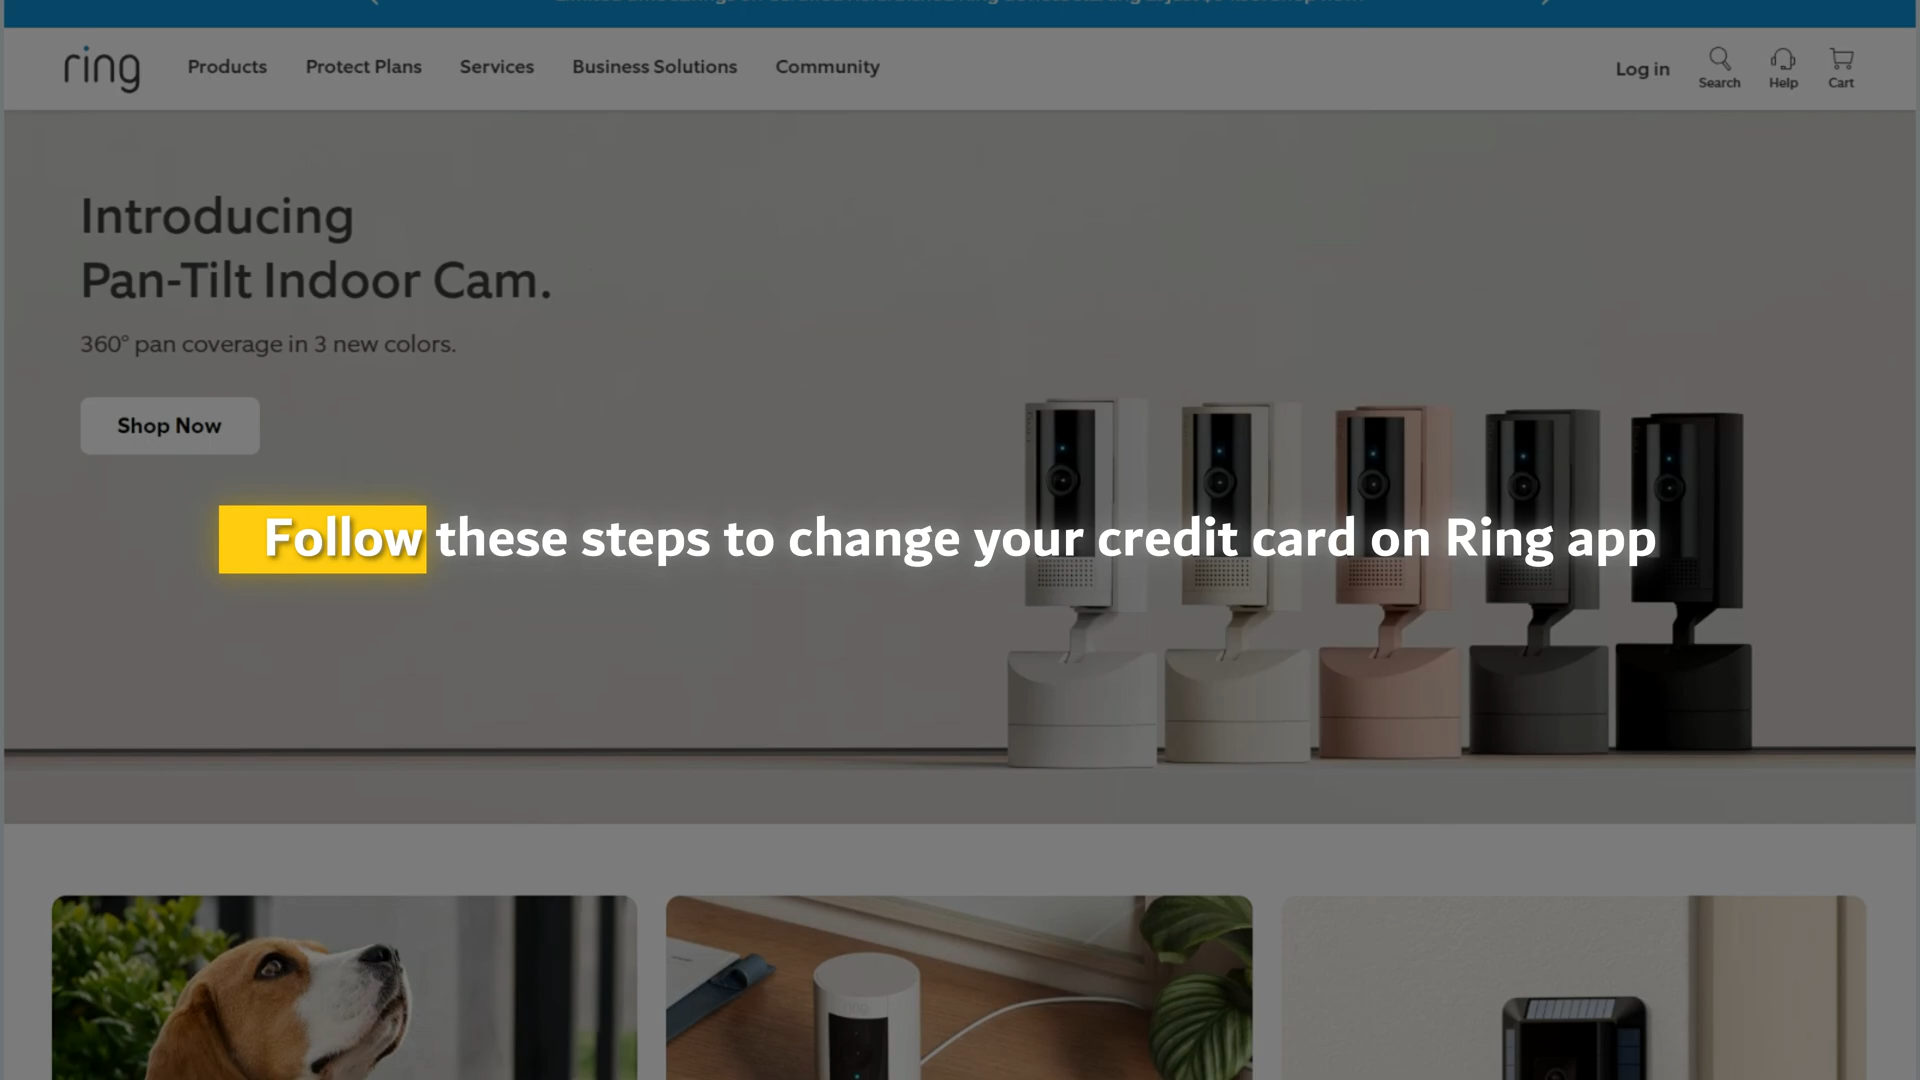 ring
Products
Protect Plans
Services
Business Solutions
Community
Log in
Search
Help
Cart
Introducing
Pan-Tilt Indoor Cam.
360° pan coverage in 3 new colors.
Shop Now
Follow these steps to change your credit card on Ring app